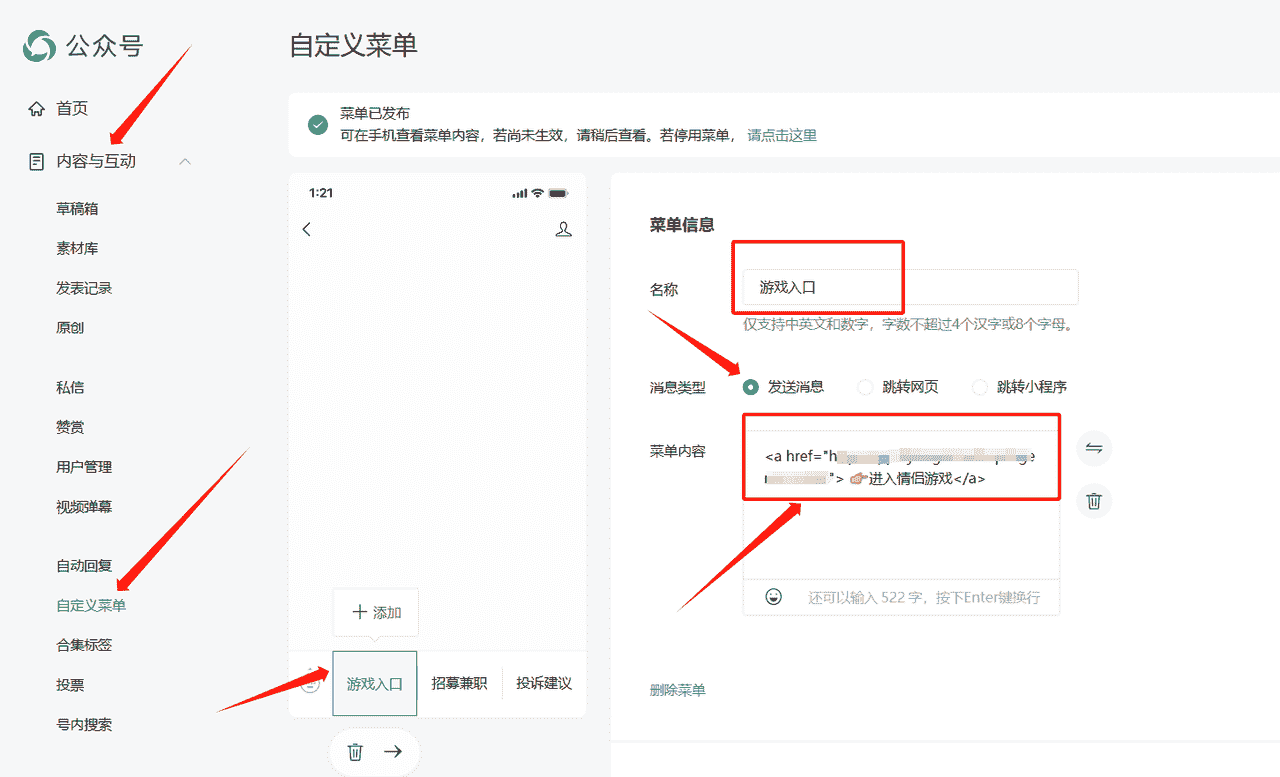 公众号
首页
内容与互动
草稿箱
素材库
发表记录
原创
私信
赞赏
用户管理
视频弹幕
自动回复
自定义菜单
合集标签
投票
号内搜索
自定义菜单
菜单已发布
可在手机查看菜单内容，若尚未生效，请稍后查看。若停用菜单， 请点击这里
1:21
添加
游戏入口
招募兼职
投诉建议
菜单信息
名称
游戏入口
仅支持中英文和数字，字数不超过4个汉字或8个字母。
消息类型
发送消息 跳转网页 跳转小程序
菜单内容
<a href="h
"> 👉进入情侣游戏</a>
还可以输入 522 字，按下Enter键换行
删除菜单